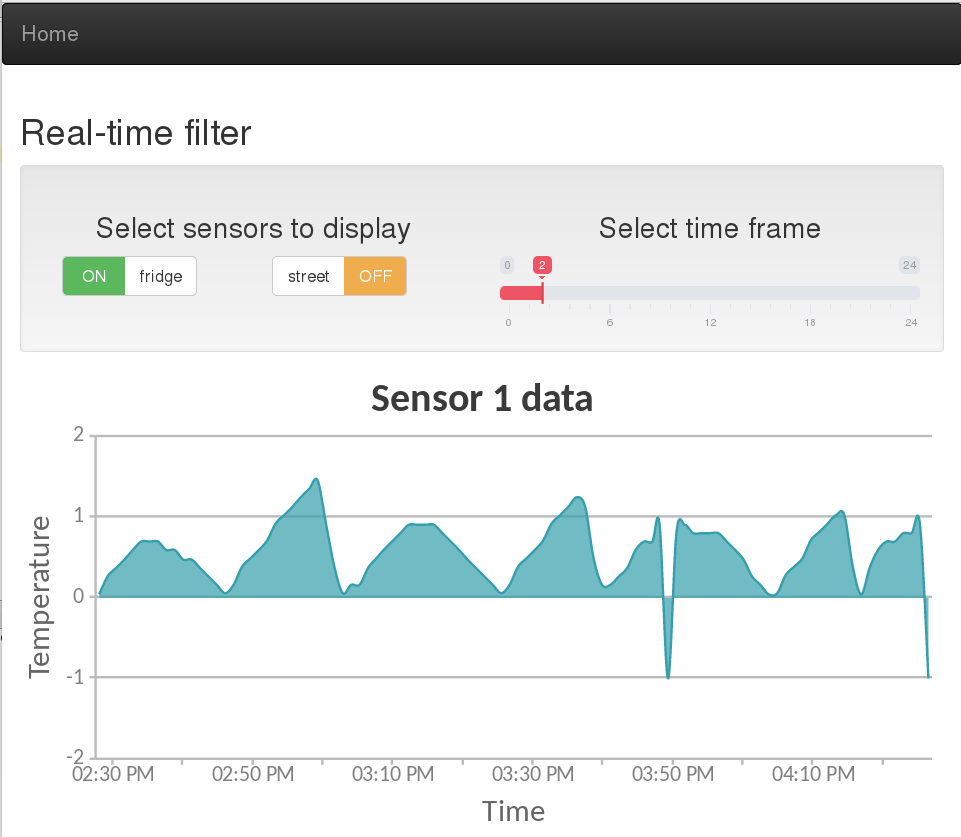 Home
Real-time filter
Select sensors to display
ON fridge
street OFF
Select time frame
0 2 24
0 6 12 18 24
Sensor 1 data
2
1
0
-1
-2
Temperature
02:30 PM 02:50 PM 03:10 PM 03:30 PM 03:50 PM 04:10 PM
Time